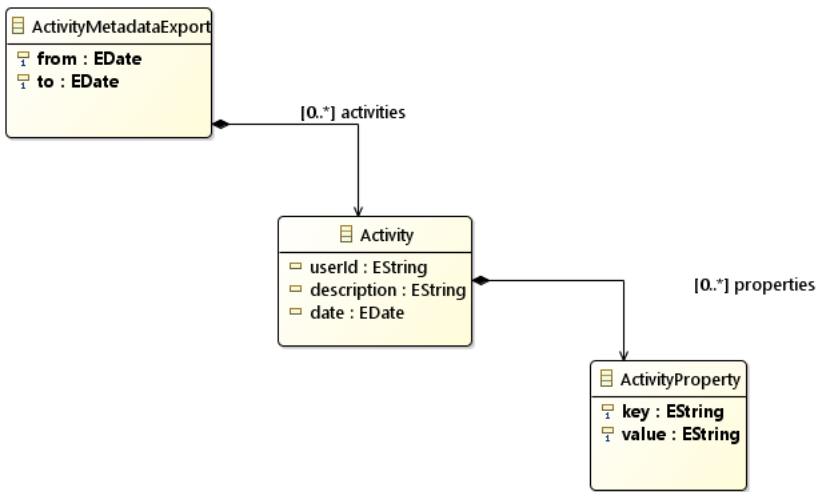 ActivityMetadataExport
from : EDate
to : EDate
[0..*] activities
Activity
userId : EString
description : EString
date : EDate
[0..*] properties
ActivityProperty
key : EString
value : EString